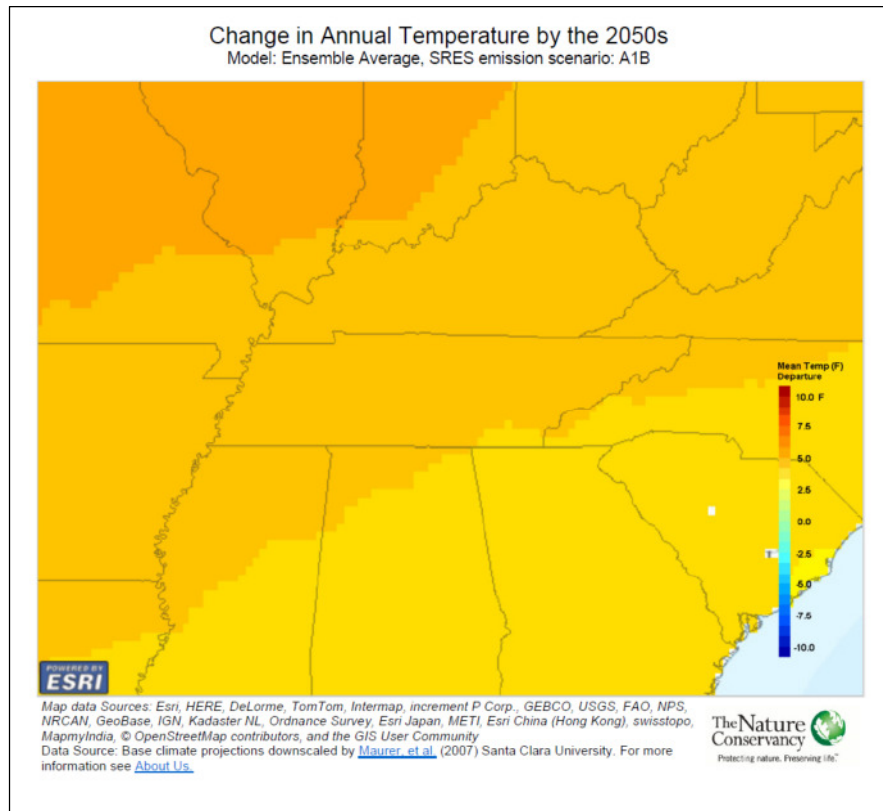 Change in Annual Temperature by the 2050s
Model: Ensemble Average, SRES emission scenario: A1B
Mean Temp (F)
Departure
10.0 F
7.5
5.0
2.5
0.0
-2.5
-5.0
-7.5
-10.0
POWERED BY
ESRI
Map data Sources: Esri, HERE, DeLorme, TomTom, Intermap, increment P Corp., GEBCO, USGS, FAO, NPS,
NRCAN, GeoBase, IGN, Kadaster NL, Ordnance Survey, Esri Japan, METI, Esri China (Hong Kong), swisstopo,
MapmyIndia, © OpenStreetMap contributors, and the GIS User Community
Data Source: Base climate projections downscaled by Maurer, et al. (2007) Santa Clara University. For more
information see About Us.
The Nature
Conservancy
Protecting nature. Preserving life.™